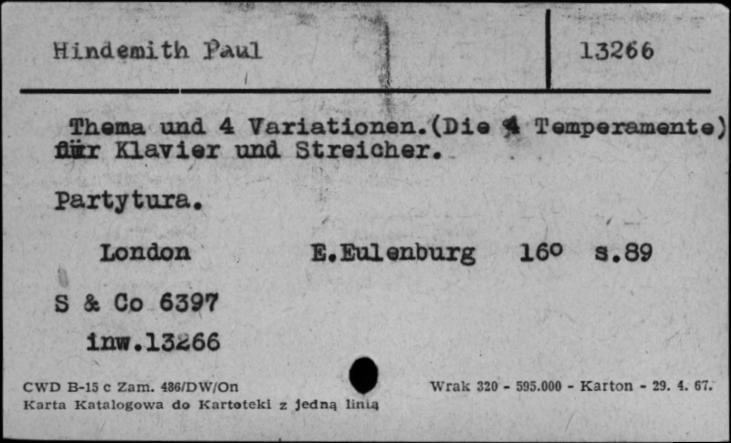 Hindemith Paul 13266
Thema und 4 Variationen.(Die 4 Temperamente)
für Klavier und Streicher.
Partytura.
London E.Eulenburg 16º s.89
S & Co 6397
inw.13266
CWD B-15 c Zam. 486/DW/On Wrak 320 - 595.000 - Karton - 29. 4. 67.
Karta Katalogowa do Kartoteki z jedną linią